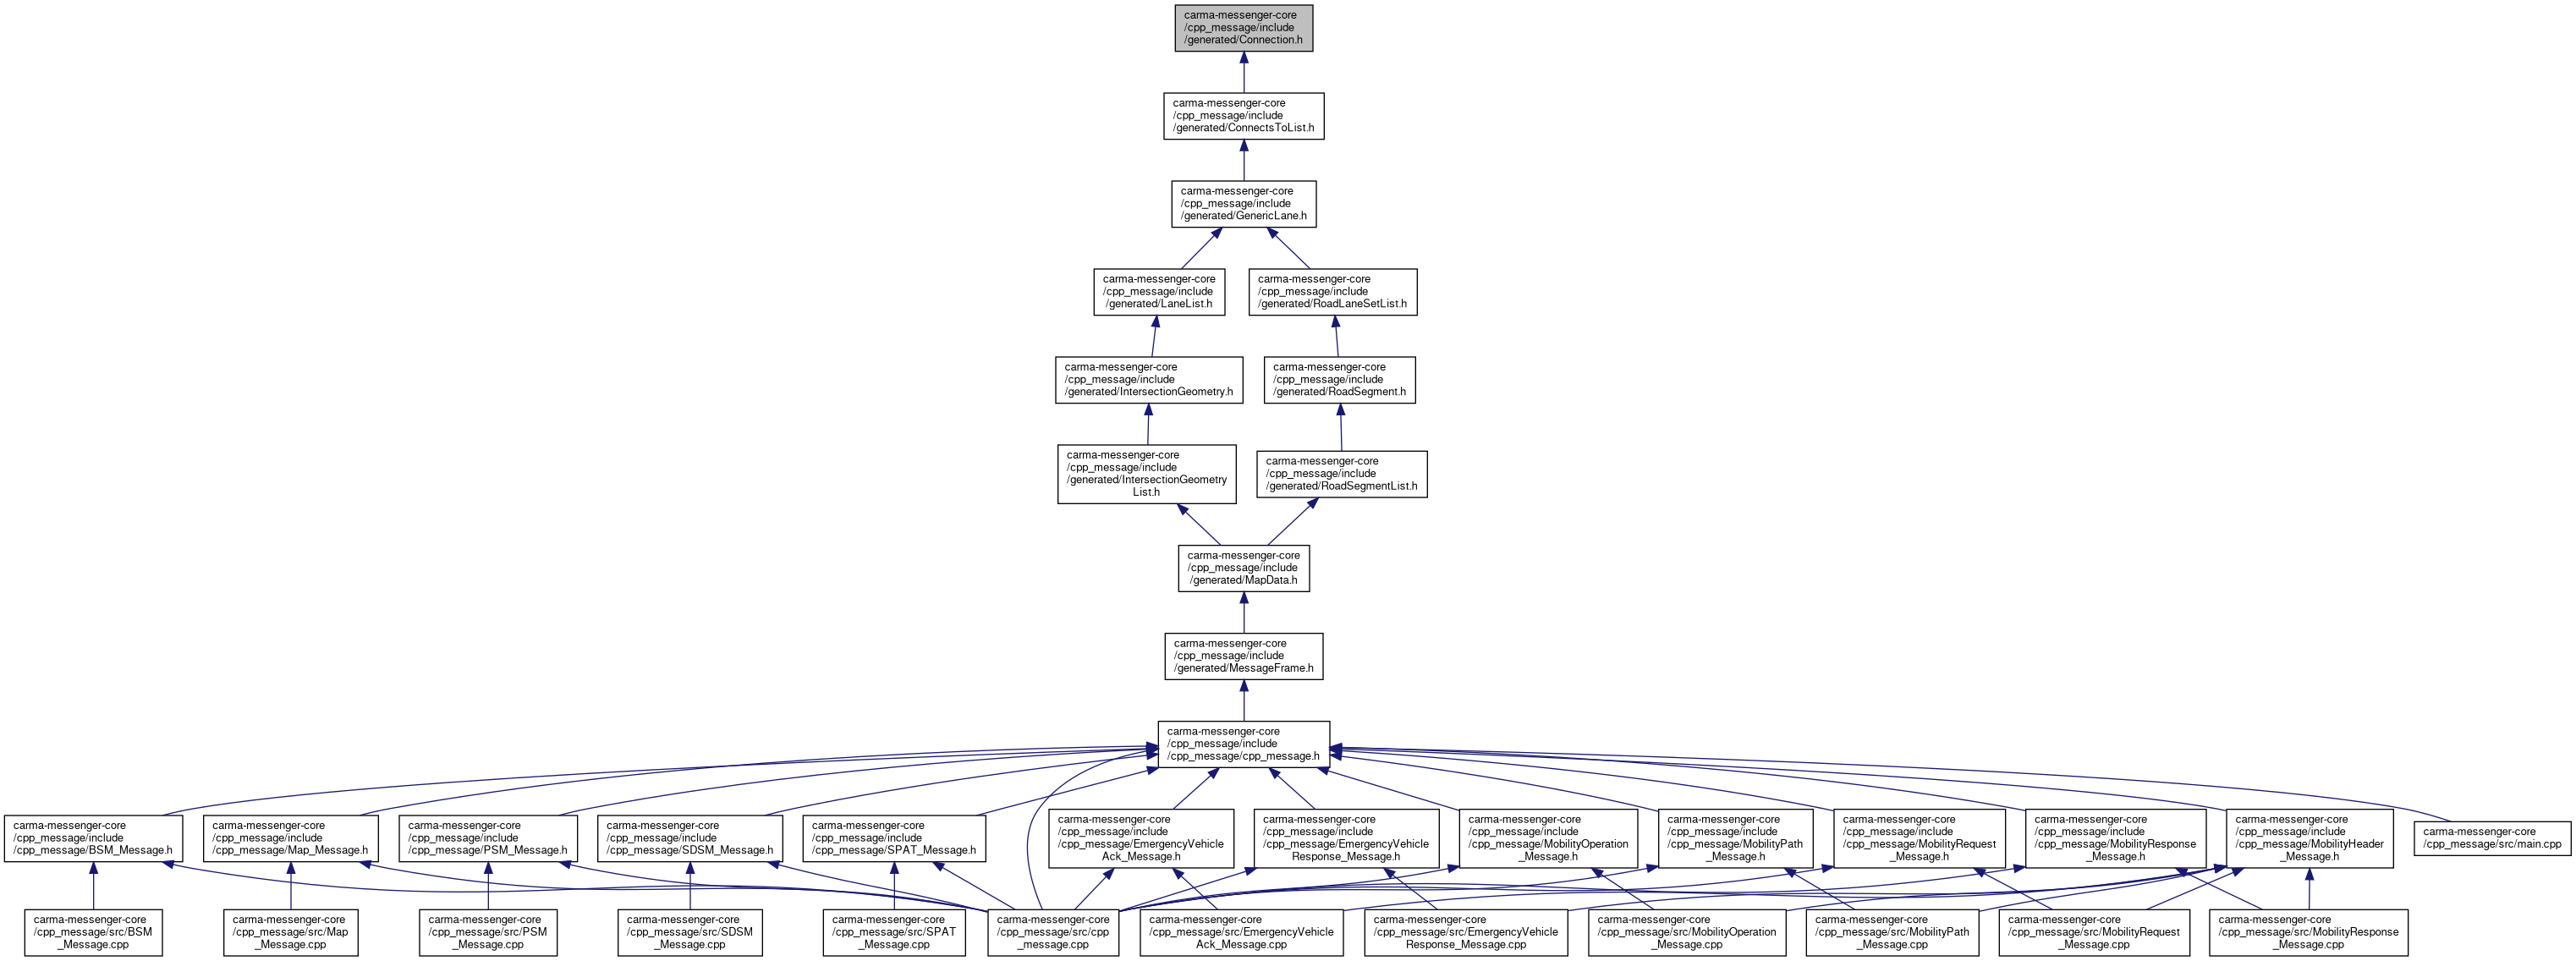 carma-messenger-core
/cpp_message/include
/generated/Connection.h
carma-messenger-core
/cpp_message/include
/generated/ConnectsToList.h
carma-messenger-core
/cpp_message/include
/generated/GenericLane.h
carma-messenger-core
/cpp_message/include
/generated/LaneList.h
carma-messenger-core
/cpp_message/include
/generated/RoadLaneSetList.h
carma-messenger-core
/cpp_message/include
/generated/IntersectionGeometry.h
carma-messenger-core
/cpp_message/include
/generated/RoadSegment.h
carma-messenger-core
/cpp_message/include
/generated/IntersectionGeometry
List.h
carma-messenger-core
/cpp_message/include
/generated/RoadSegmentList.h
carma-messenger-core
/cpp_message/include
/generated/MapData.h
carma-messenger-core
/cpp_message/include
/generated/MessageFrame.h
carma-messenger-core
/cpp_message/include
/cpp_message/cpp_message.h
carma-messenger-core
/cpp_message/include
/cpp_message/BSM_Message.h
carma-messenger-core
/cpp_message/include
/cpp_message/Map_Message.h
carma-messenger-core
/cpp_message/include
/cpp_message/PSM_Message.h
carma-messenger-core
/cpp_message/include
/cpp_message/SDSM_Message.h
carma-messenger-core
/cpp_message/include
/cpp_message/SPAT_Message.h
carma-messenger-core
/cpp_message/include
/cpp_message/EmergencyVehicle
Ack_Message.h
carma-messenger-core
/cpp_message/include
/cpp_message/EmergencyVehicle
Response_Message.h
carma-messenger-core
/cpp_message/include
/cpp_message/MobilityOperation
_Message.h
carma-messenger-core
/cpp_message/include
/cpp_message/MobilityPath
_Message.h
carma-messenger-core
/cpp_message/include
/cpp_message/MobilityRequest
_Message.h
carma-messenger-core
/cpp_message/include
/cpp_message/MobilityResponse
_Message.h
carma-messenger-core
/cpp_message/include
/cpp_message/MobilityHeader
_Message.h
carma-messenger-core
/cpp_message/src/main.cpp
carma-messenger-core
/cpp_message/src/BSM
_Message.cpp
carma-messenger-core
/cpp_message/src/Map
_Message.cpp
carma-messenger-core
/cpp_message/src/PSM
_Message.cpp
carma-messenger-core
/cpp_message/src/SDSM
_Message.cpp
carma-messenger-core
/cpp_message/src/SPAT
_Message.cpp
carma-messenger-core
/cpp_message/src/cpp
_message.cpp
carma-messenger-core
/cpp_message/src/EmergencyVehicle
Ack_Message.cpp
carma-messenger-core
/cpp_message/src/EmergencyVehicle
Response_Message.cpp
carma-messenger-core
/cpp_message/src/MobilityOperation
_Message.cpp
carma-messenger-core
/cpp_message/src/MobilityPath
_Message.cpp
carma-messenger-core
/cpp_message/src/MobilityRequest
_Message.cpp
carma-messenger-core
/cpp_message/src/MobilityResponse
_Message.cpp